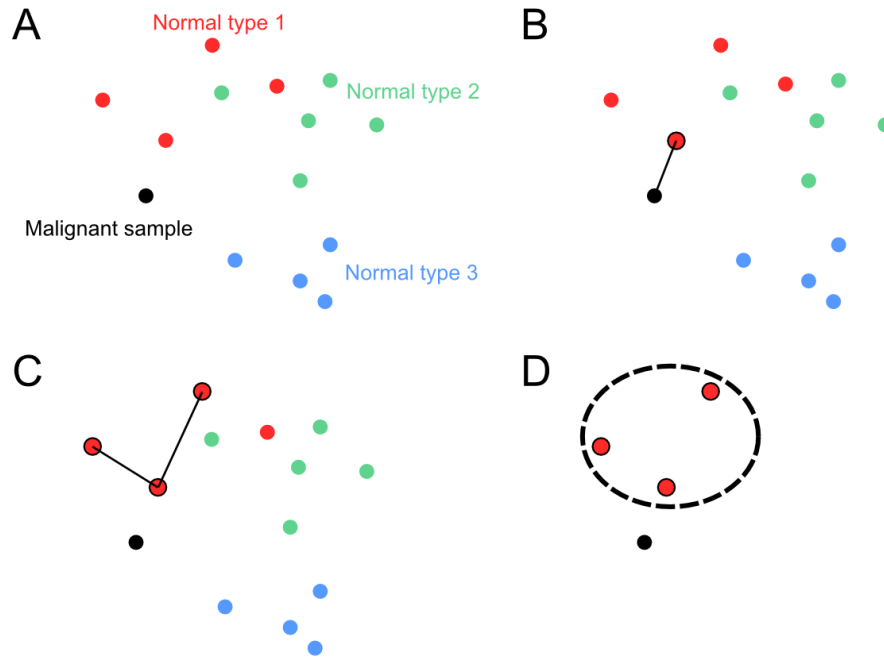 A
Normal type 1
B
Normal type 2
Malignant sample
Normal type 3
C
D